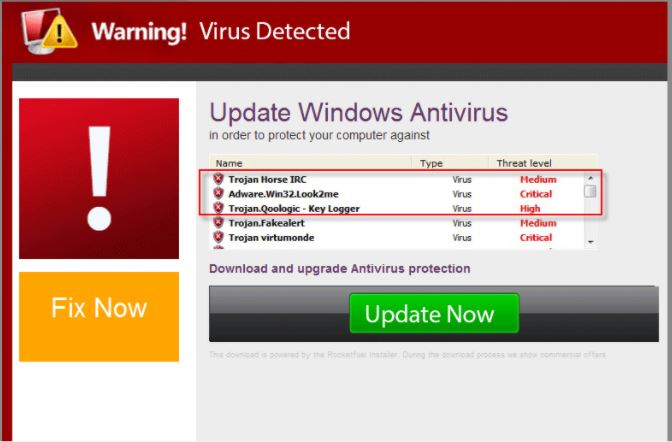 Warning! Virus Detected
!
Update Windows Antivirus
in order to protect your computer against
Name Type Threat level
Trojan Horse IRC Virus Medium
Adware.Win32.Look2me Virus Critical
Trojan.Qoologic - Key Logger Virus High
Trojan.Fakealert Virus Medium
Trojan virtumonde Virus Critical
Download and upgrade Antivirus protection
Fix Now
Update Now
This download is powered by the Rocketfuel Installer. During the download process we show commercial offers.